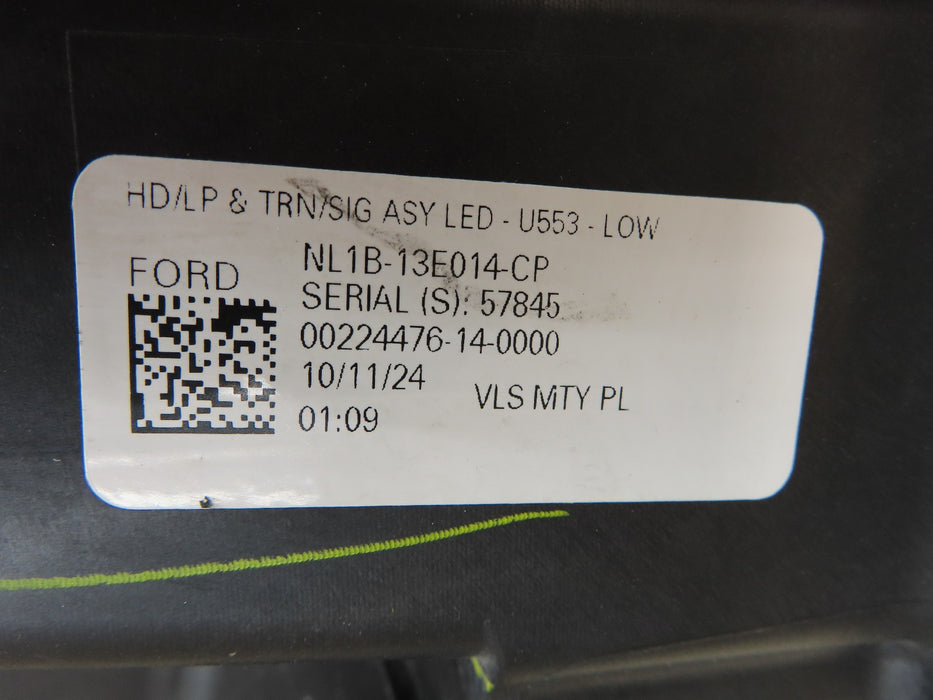 HD/LP & TRN/SIG ASY LED - U553 - LOW
FORD
NL1B-13E014-CP
SERIAL (S): 57845
00224476-14-0000
10/11/24
VLS MTY PL
01:09